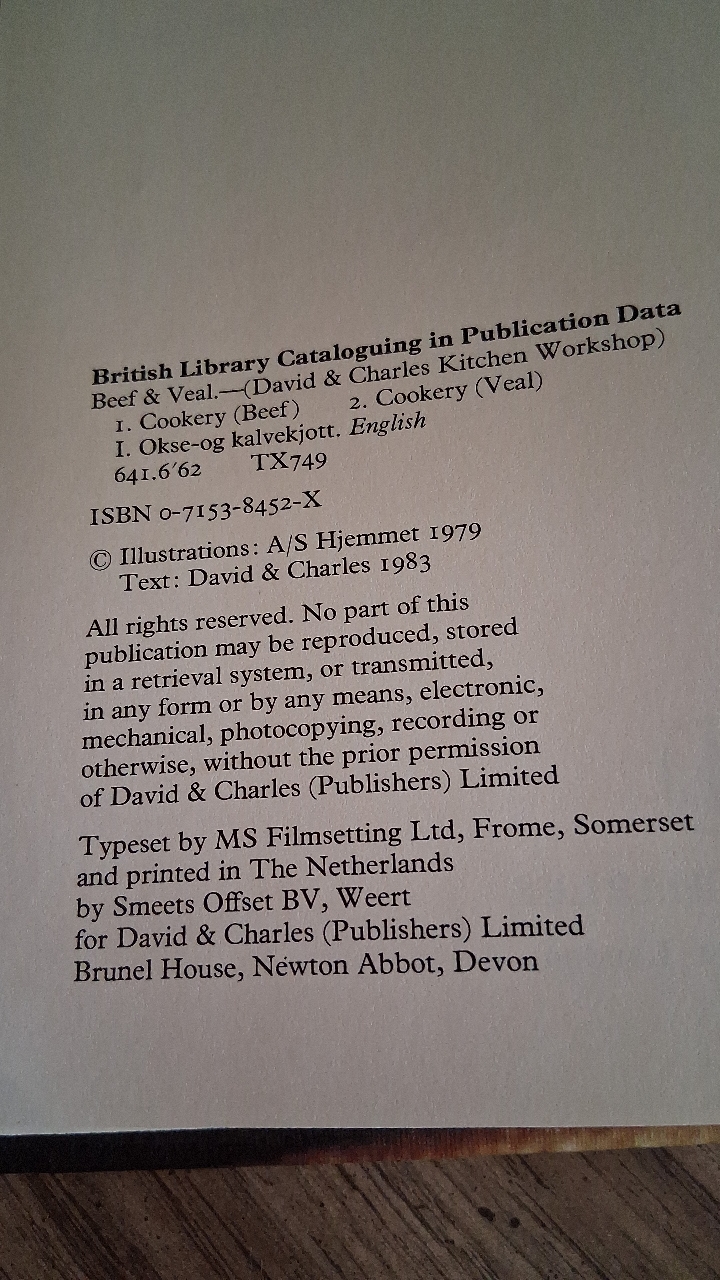 British Library Cataloguing in Publication Data
Beef & Veal.—(David & Charles Kitchen Workshop)
1. Cookery (Beef) 2. Cookery (Veal)
I. Okse-og kalvekjott. English
641.6'62 TX749
ISBN 0-7153-8452-X
© Illustrations: A/S Hjemmet 1979
Text: David & Charles 1983
All rights reserved. No part of this
publication may be reproduced, stored
in a retrieval system, or transmitted,
in any form or by any means, electronic,
mechanical, photocopying, recording or
otherwise, without the prior permission
of David & Charles (Publishers) Limited
Typeset by MS Filmsetting Ltd, Frome, Somerset
and printed in The Netherlands
by Smeets Offset BV, Weert
for David & Charles (Publishers) Limited
Brunel House, Newton Abbot, Devon